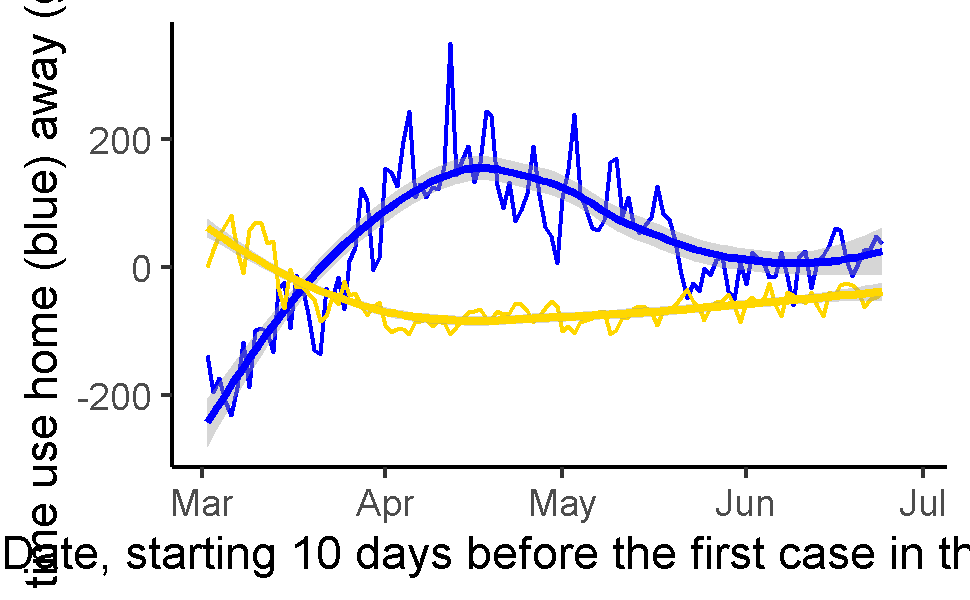 time use home (blue) away (
200
0
-200
Mar Apr May Jun Jul
Date, starting 10 days before the first case in th